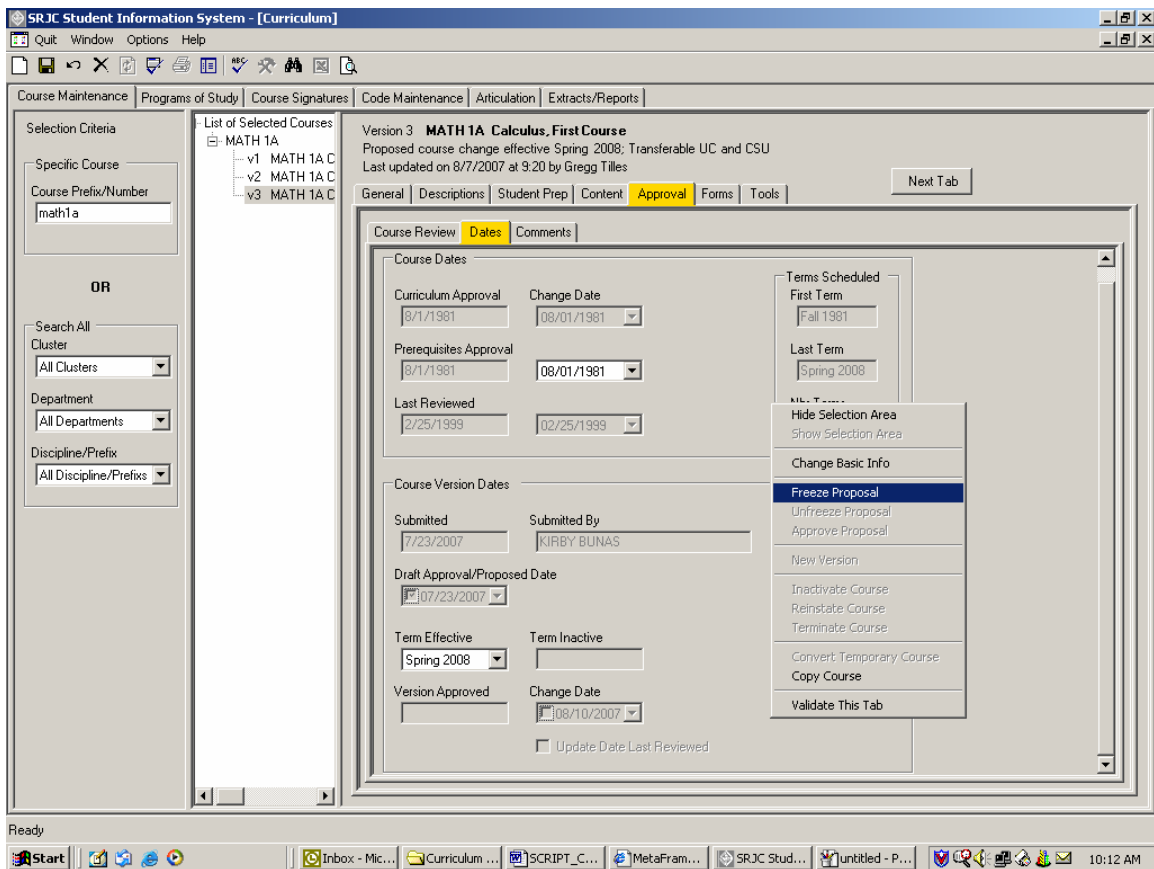 SRJC Student Information System - [Curriculum]
Quit Window Options Help
Course Maintenance Programs of Study Course Signatures Code Maintenance Articulation Extracts/Reports
Selection Criteria
Specific Course
Course Prefix/Number
math1a
OR
Search All
Cluster
All Clusters
Department
All Departments
Discipline/Prefix
All Discipline/Prefixs
List of Selected Courses
MATH 1A
v1 MATH 1A C
v2 MATH 1A C
v3 MATH 1A C
Version 3 MATH 1A Calculus, First Course
Proposed course change effective Spring 2008; Transferable UC and CSU
Last updated on 8/7/2007 at 9:20 by Gregg Tilles
Next Tab
General Descriptions Student Prep Content Approval Forms Tools
Course Review Dates Comments
Course Dates
Curriculum Approval Change Date
8/1/1981 08/01/1981
Prerequisites Approval
8/1/1981 08/01/1981
Last Reviewed
2/25/1999 02/25/1999
Terms Scheduled
First Term
Fall 1981
Last Term
Spring 2008
Nbr Terms
Course Version Dates
Submitted Submitted By
7/23/2007 KIRBY BUNAS
Draft Approval/Proposed Date
07/23/2007
Term Effective Term Inactive
Spring 2008
Version Approved Change Date
08/10/2007
Update Date Last Reviewed
Hide Selection Area
Show Selection Area
Change Basic Info
Freeze Proposal
Unfreeze Proposal
Approve Proposal
New Version
Inactivate Course
Reinstate Course
Terminate Course
Convert Temporary Course
Copy Course
Validate This Tab
Ready
Start Inbox - Mic... Curriculum ... SCRIPT_C... MetaFram... SRJC Stud... untitled - P... 10:12 AM